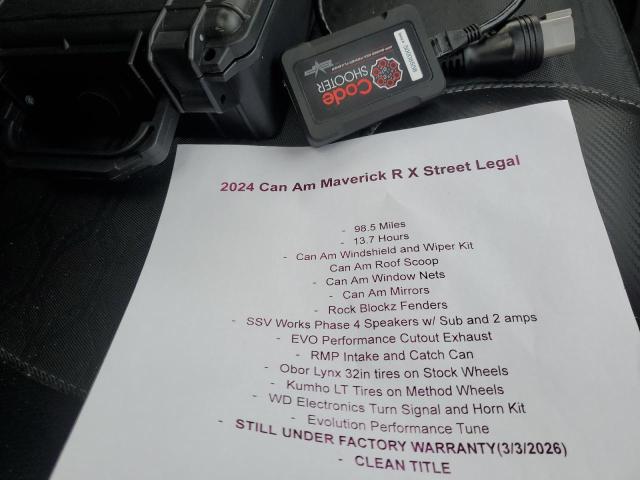 Code
SHOOTER
2024 Can Am Maverick R X Street Legal
- 98.5 Miles
- 13.7 Hours
- Can Am Windshield and Wiper Kit
Can Am Roof Scoop
- Can Am Window Nets
- Can Am Mirrors
- Rock Blockz Fenders
- SSV Works Phase 4 Speakers w/ Sub and 2 amps
- EVO Performance Cutout Exhaust
- RMP Intake and Catch Can
- Obor Lynx 32in tires on Stock Wheels
- Kumho LT Tires on Method Wheels
- WD Electronics Turn Signal and Horn Kit
- Evolution Performance Tune
- STILL UNDER FACTORY WARRANTY(3/3/2026)
- CLEAN TITLE